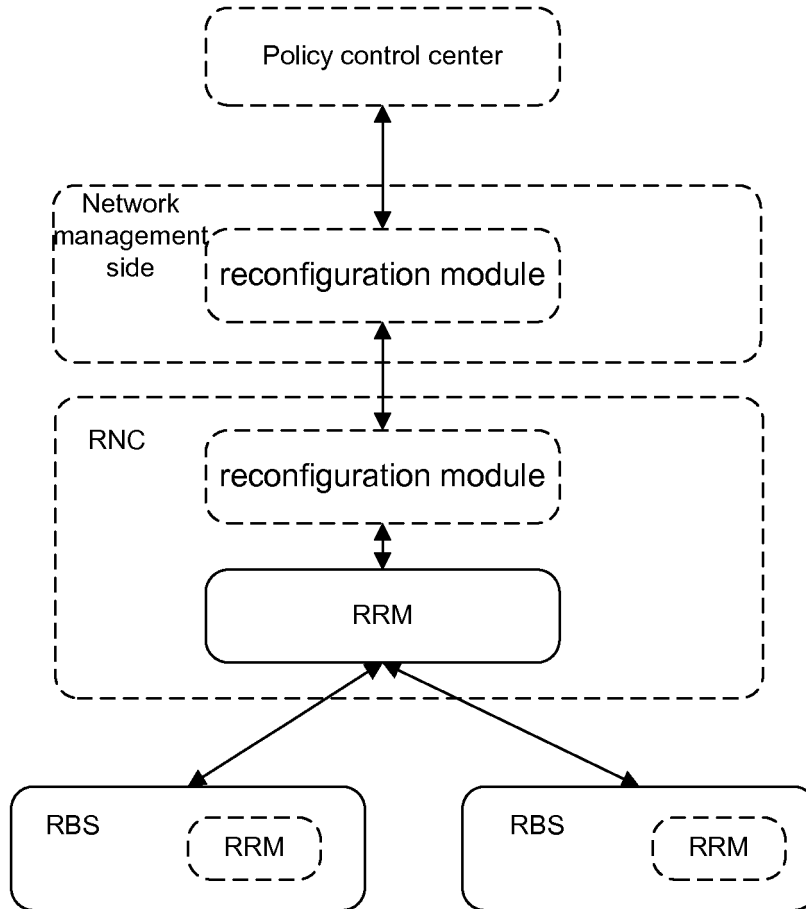 Policy control center
Network
management
side
reconfiguration module
RNC
reconfiguration module
RRM
RBS
RRM
RBS
RRM